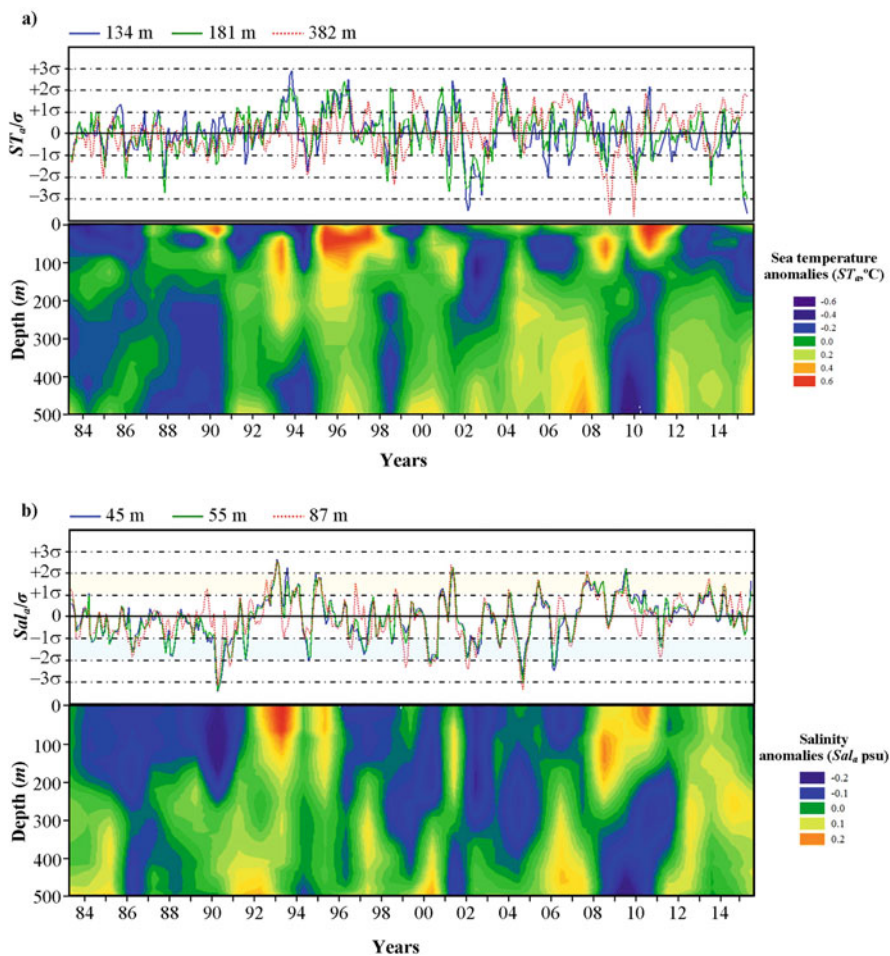 a)
134 m 181 m 382 m
+3σ
+2σ
+1σ
0
−1σ
−2σ
−3σ
STa/σ
0
100
200
300
400
500
Depth (m)
84 86 88 90 92 94 96 98 00 02 04 06 08 10 12 14
Years
Sea temperature
anomalies (STa,ºC)
-0.6
-0.4
-0.2
0.0
0.2
0.4
0.6
b)
45 m 55 m 87 m
+3σ
+2σ
+1σ
0
−1σ
−2σ
−3σ
Sala/σ
0
100
200
300
400
500
Depth (m)
84 86 88 90 92 94 96 98 00 02 04 06 08 10 12 14
Years
Salinity
anomalies (Sala psu)
-0.2
-0.1
0.0
0.1
0.2